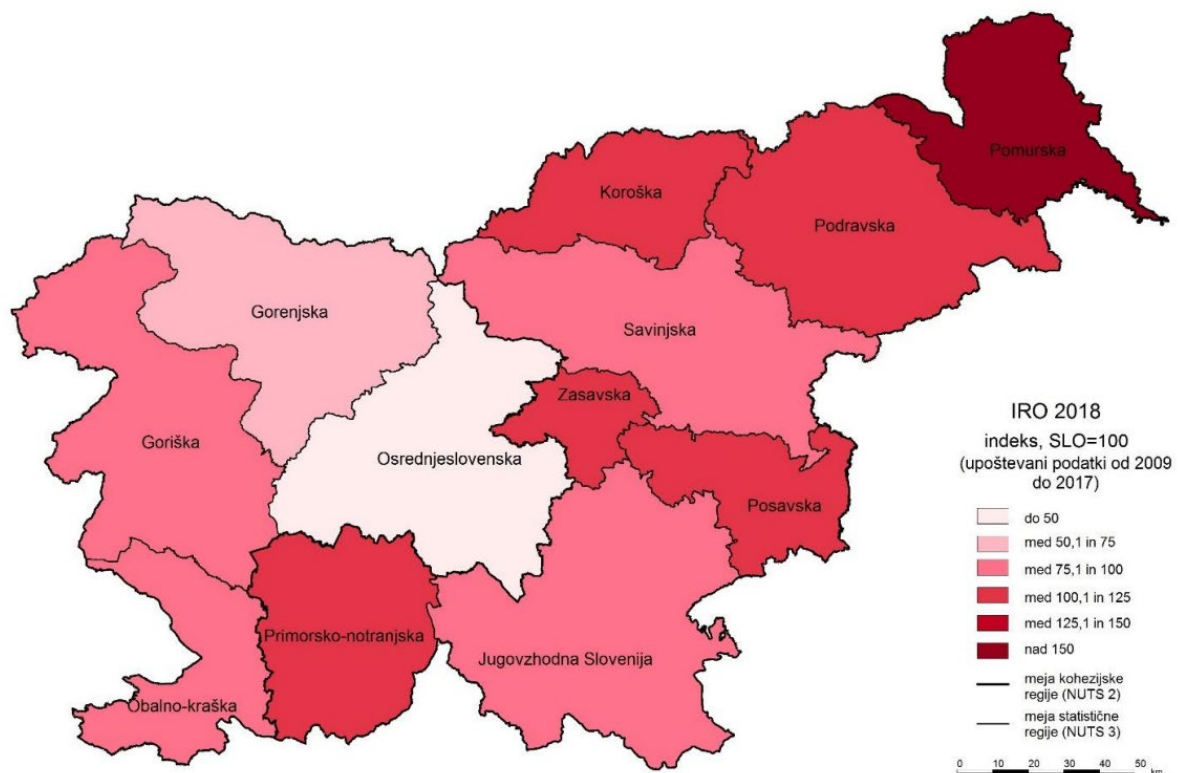 Pomurska
Koroška
Podravska
Gorenjska
Savinjska
Zasavska
Goriška
Osrednjeslovenska
Posavska
Primorsko-notranjska
Jugovzhodna Slovenija
Obalno-kraška
IRO 2018
indeks, SLO=100
(upoštevani podatki od 2009
do 2017)
do 50
med 50,1 in 75
med 75,1 in 100
med 100,1 in 125
med 125,1 in 150
nad 150
meja kohezijske
regije (NUTS 2)
meja statistične
regije (NUTS 3)
0 10 20 30 40 50
km